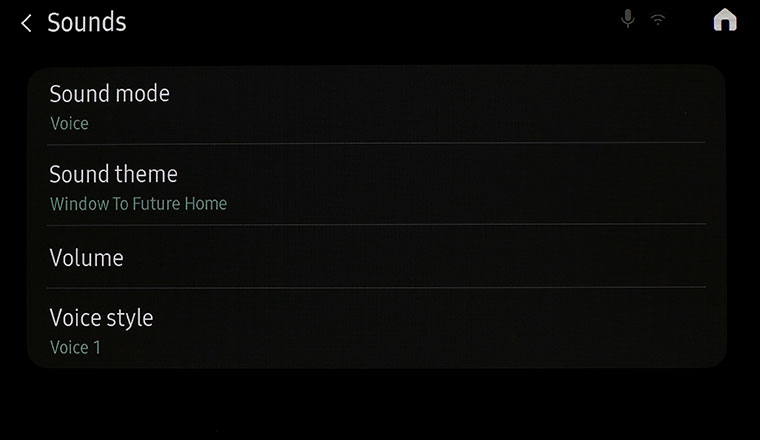 Sounds
Sound mode
Voice
Sound theme
Window To Future Home
Volume
Voice style
Voice 1